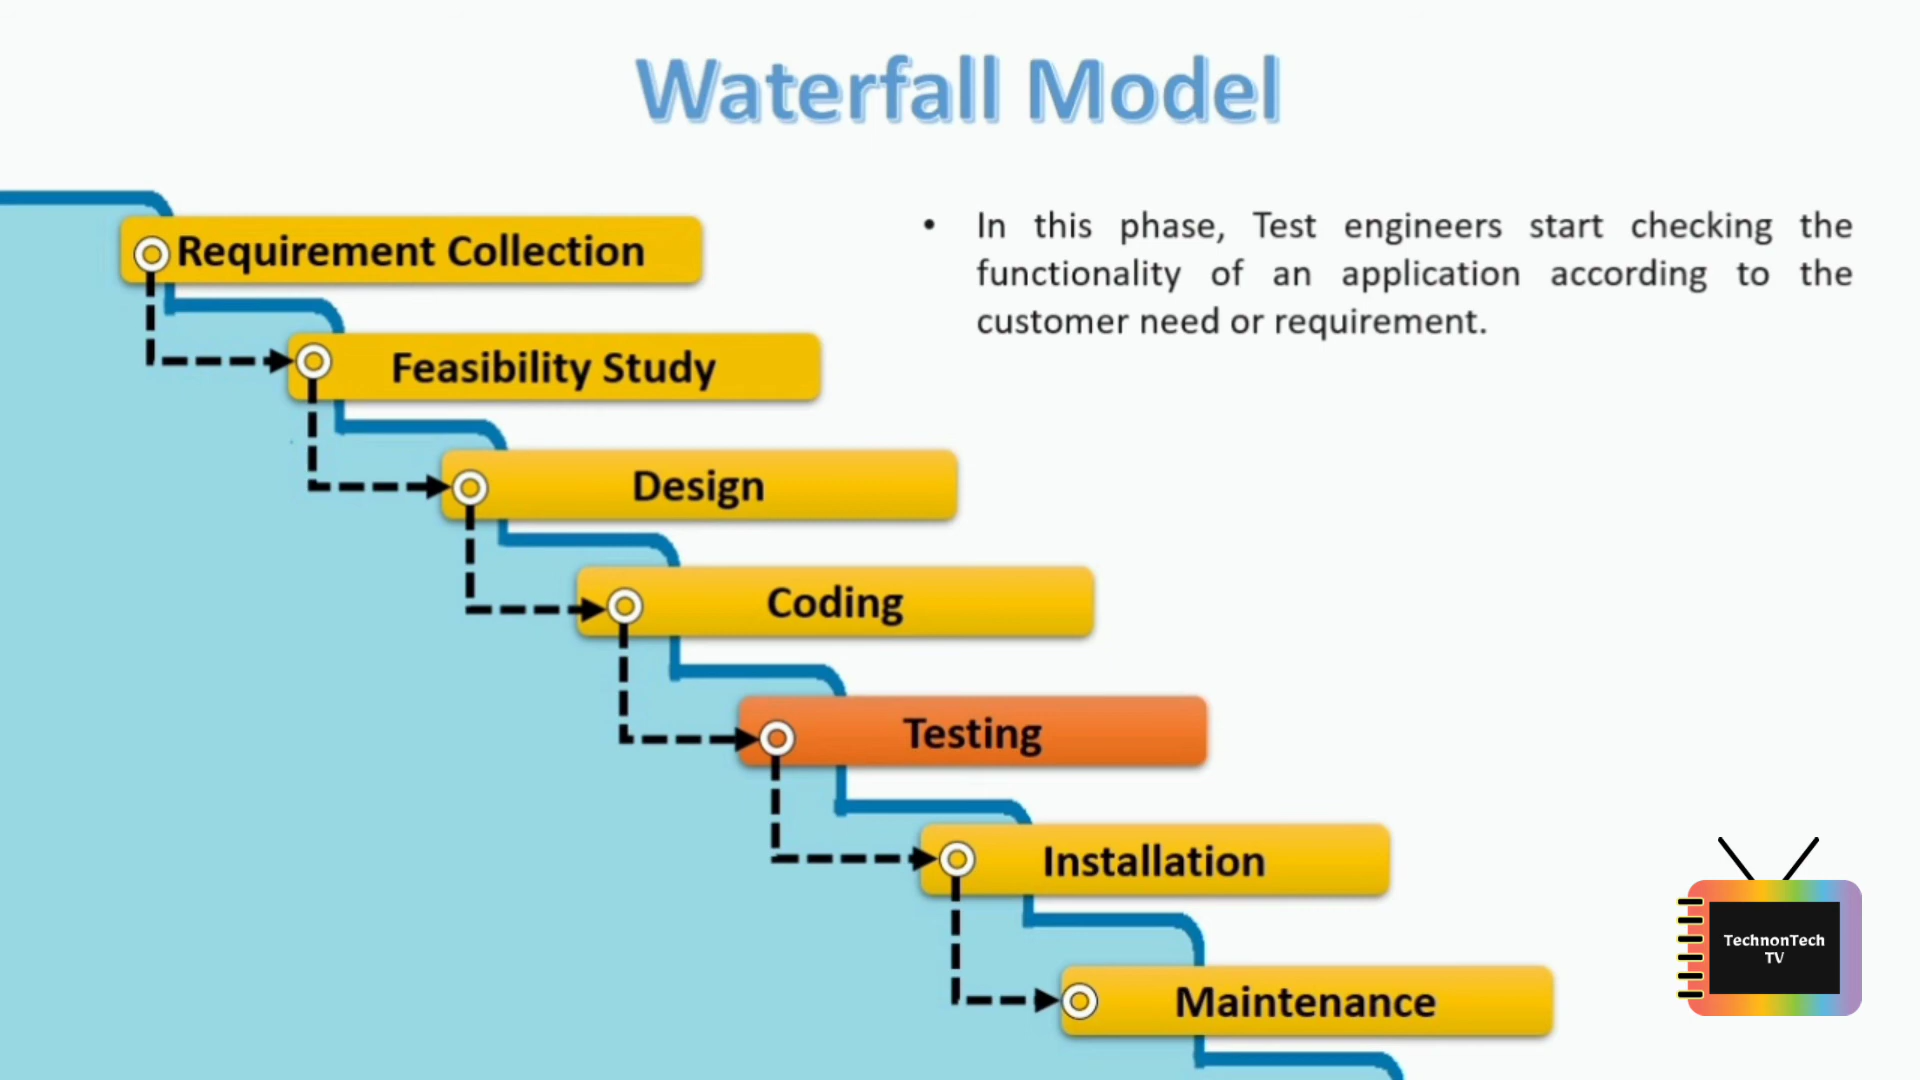 Waterfall Model
Requirement Collection
Feasibility Study
Design
Coding
Testing
Installation
Maintenance
• In this phase, Test engineers start checking the
functionality of an application according to the
customer need or requirement.
TechnonTech
TV